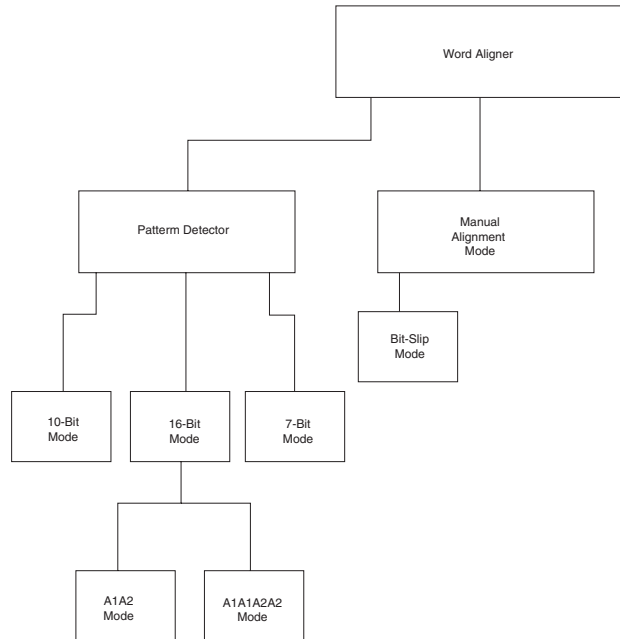 Word Aligner
Patterm Detector
Manual
Alignment
Mode
Bit-Slip
Mode
10-Bit
Mode
16-Bit
Mode
7-Bit
Mode
A1A2
Mode
A1A1A2A2
Mode